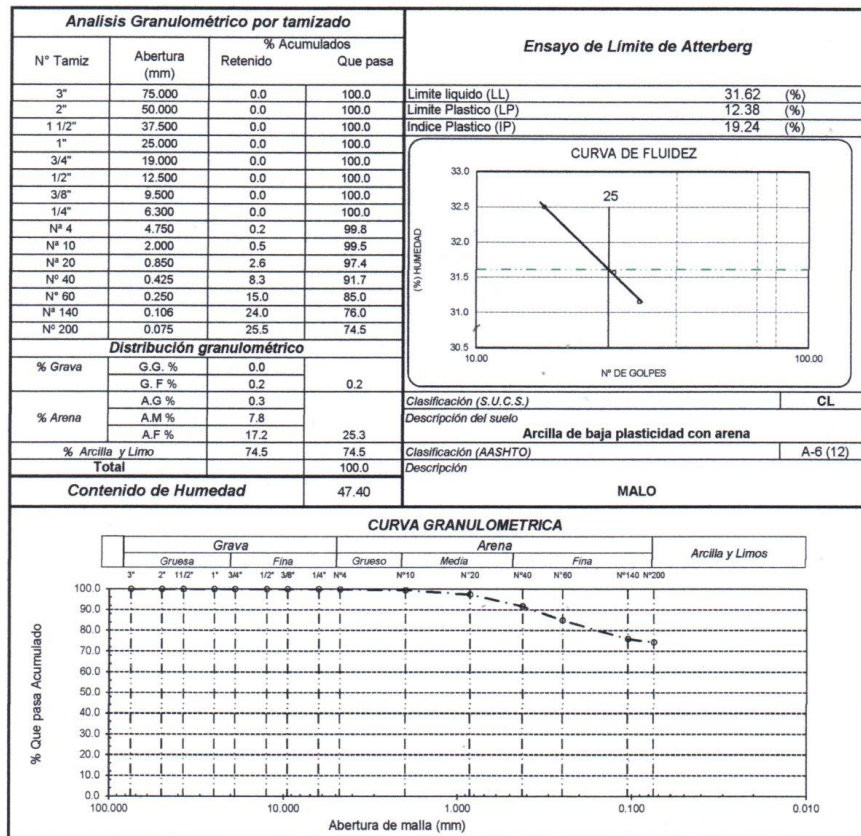 Analisis Granulométrico por tamizado
N° Tamiz Abertura (mm) % Acumulados
Retenido Que pasa
3" 75.000 0.0 100.0
2" 50.000 0.0 100.0
1 1/2" 37.500 0.0 100.0
1" 25.000 0.0 100.0
3/4" 19.000 0.0 100.0
1/2" 12.500 0.0 100.0
3/8" 9.500 0.0 100.0
1/4" 6.300 0.0 100.0
Nª 4 4.750 0.2 99.8
Nª 10 2.000 0.5 99.5
Nª 20 0.850 2.6 97.4
Nº 40 0.425 8.3 91.7
N° 60 0.250 15.0 85.0
Nª 140 0.106 24.0 76.0
Nº 200 0.075 25.5 74.5
Distribución granulométrico
% Grava G.G. % 0.0
G. F % 0.2 0.2
% Arena A.G % 0.3
A.M % 7.8
A.F % 17.2 25.3
% Arcilla y Limo 74.5 74.5
Total 100.0
Contenido de Humedad 47.40
Ensayo de Límite de Atterberg
Limite liquido (LL) 31.62 (%)
Limite Plastico (LP) 12.38 (%)
Indice Plastico (IP) 19.24 (%)
CURVA DE FLUIDEZ
33.0
25
32.5
32.0
(%) HUMEDAD
31.5
31.0
30.5
10.00 100.00
Nº DE GOLPES
Clasificación (S.U.C.S.) CL
Descripción del suelo
Arcilla de baja plasticidad con arena
Clasificación (AASHTO) A-6 (12)
Descripción
MALO
CURVA GRANULOMETRICA
Grava Arena Arcilla y Limos
Gruesa Fina Grueso Media Fina
3" 2" 11/2" 1" 3/4" 1/2" 3/8" 1/4" Nª4 Nª10 Nª20 Nº40 N°60 Nª140 Nº200
100.0
90.0
80.0
70.0
60.0
50.0
40.0
30.0
20.0
10.0
0.0
% Que pasa Acumulado
100.000 10.000 1.000 0.100 0.010
Abertura de malla (mm)